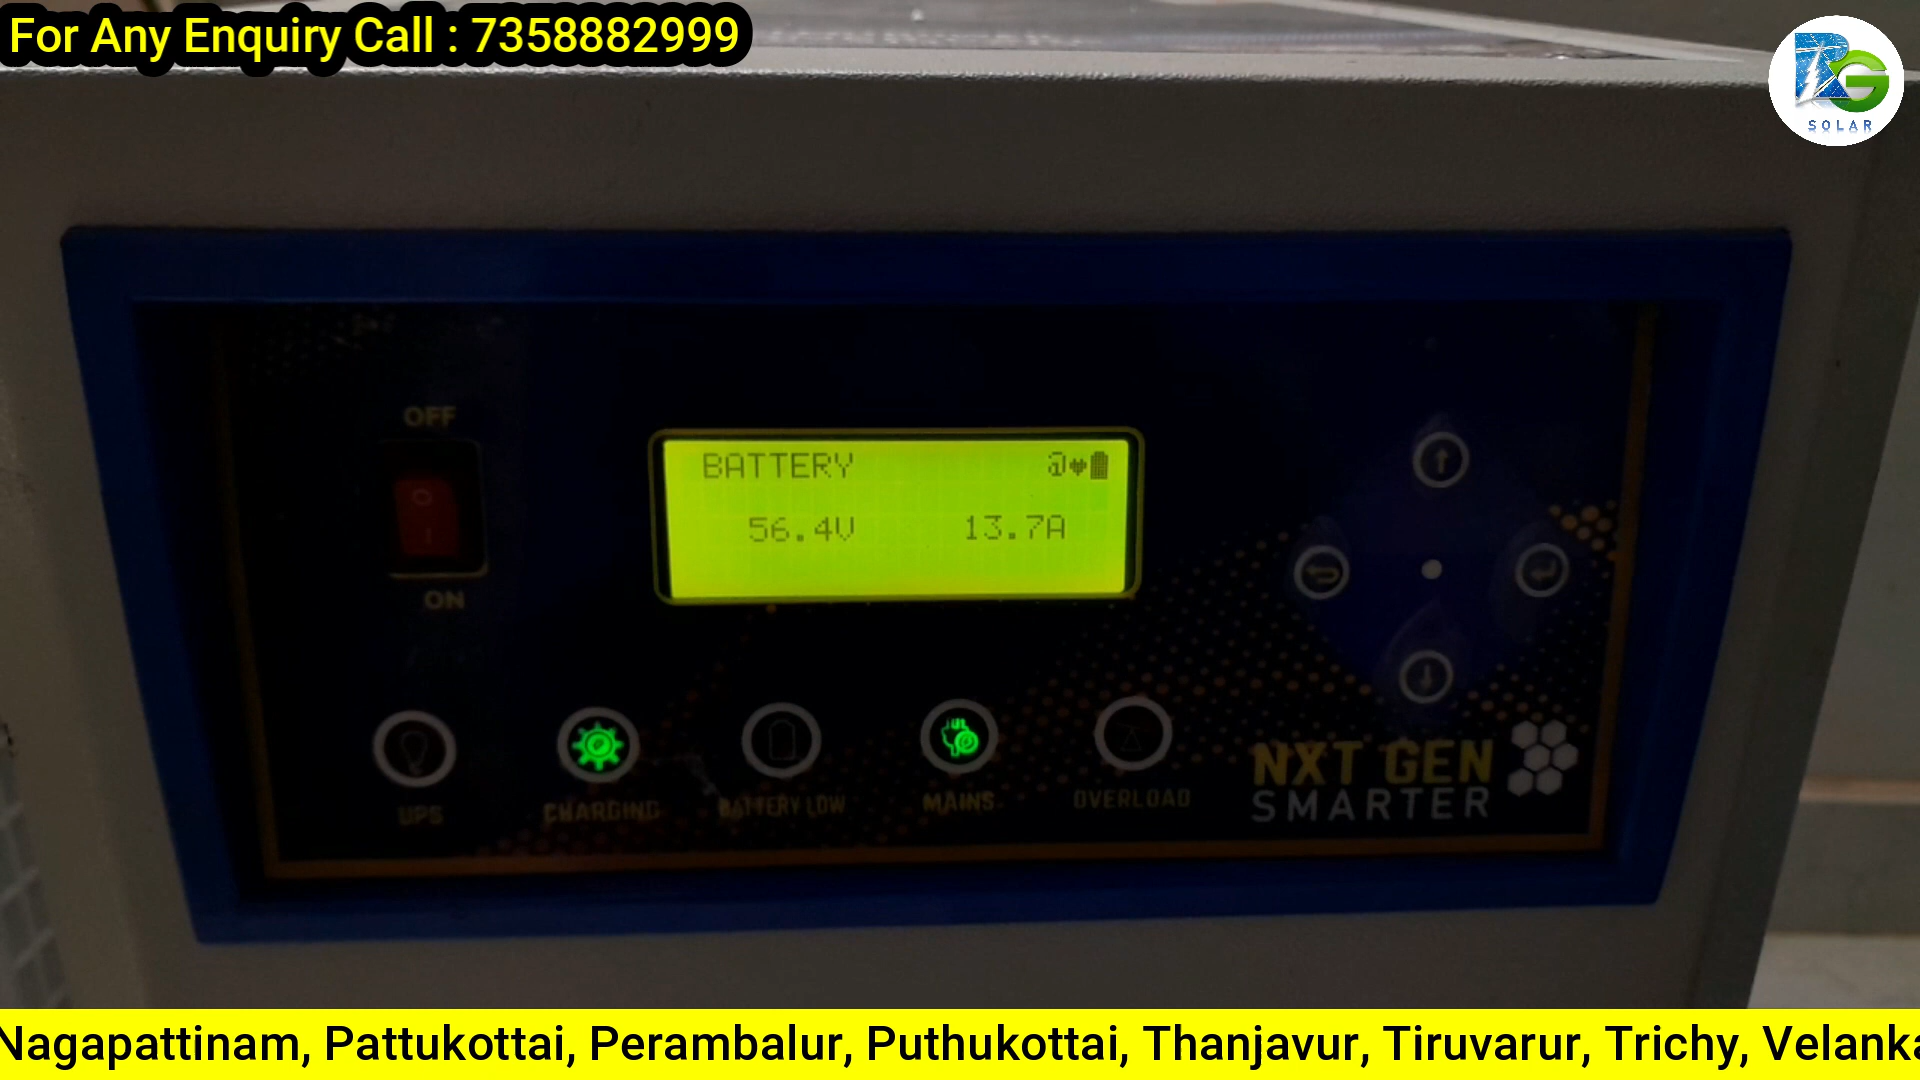 For Any Enquiry Call : 7358882999
RG
SOLAR
OFF
BATTERY
56.4V 13.7A
ON
UPS
CHARGING
BATTERY LOW
MAINS
OVERLOAD
NXT GEN
SMARTER
Nagapattinam, Pattukottai, Perambalur, Puthukottai, Thanjavur, Tiruvarur, Trichy, Velanka